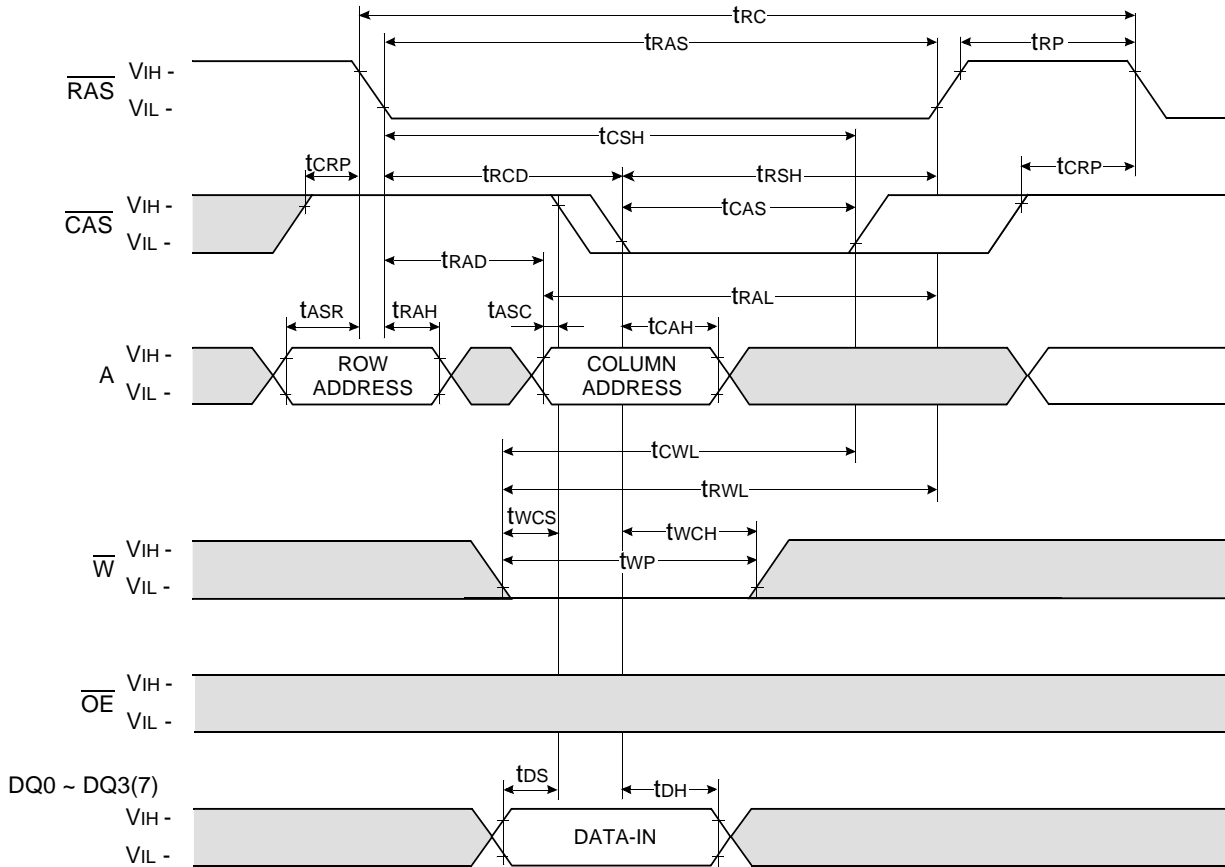 tRC
tRAS
tRP
RAS
VIH -
VIL -
tCSH
tCRP
tRCD
tRSH
tCRP
CAS
VIH -
VIL -
tCAS
tRAD
tRAL
tASR
tRAH
tASC
tCAH
A
VIH -
VIL -
ROW
ADDRESS
COLUMN
ADDRESS
tCWL
tRWL
tWCS
tWCH
W
VIH -
VIL -
tWP
OE
VIH -
VIL -
DQ0 ~ DQ3(7)
tDS
tDH
VIH -
VIL -
DATA-IN